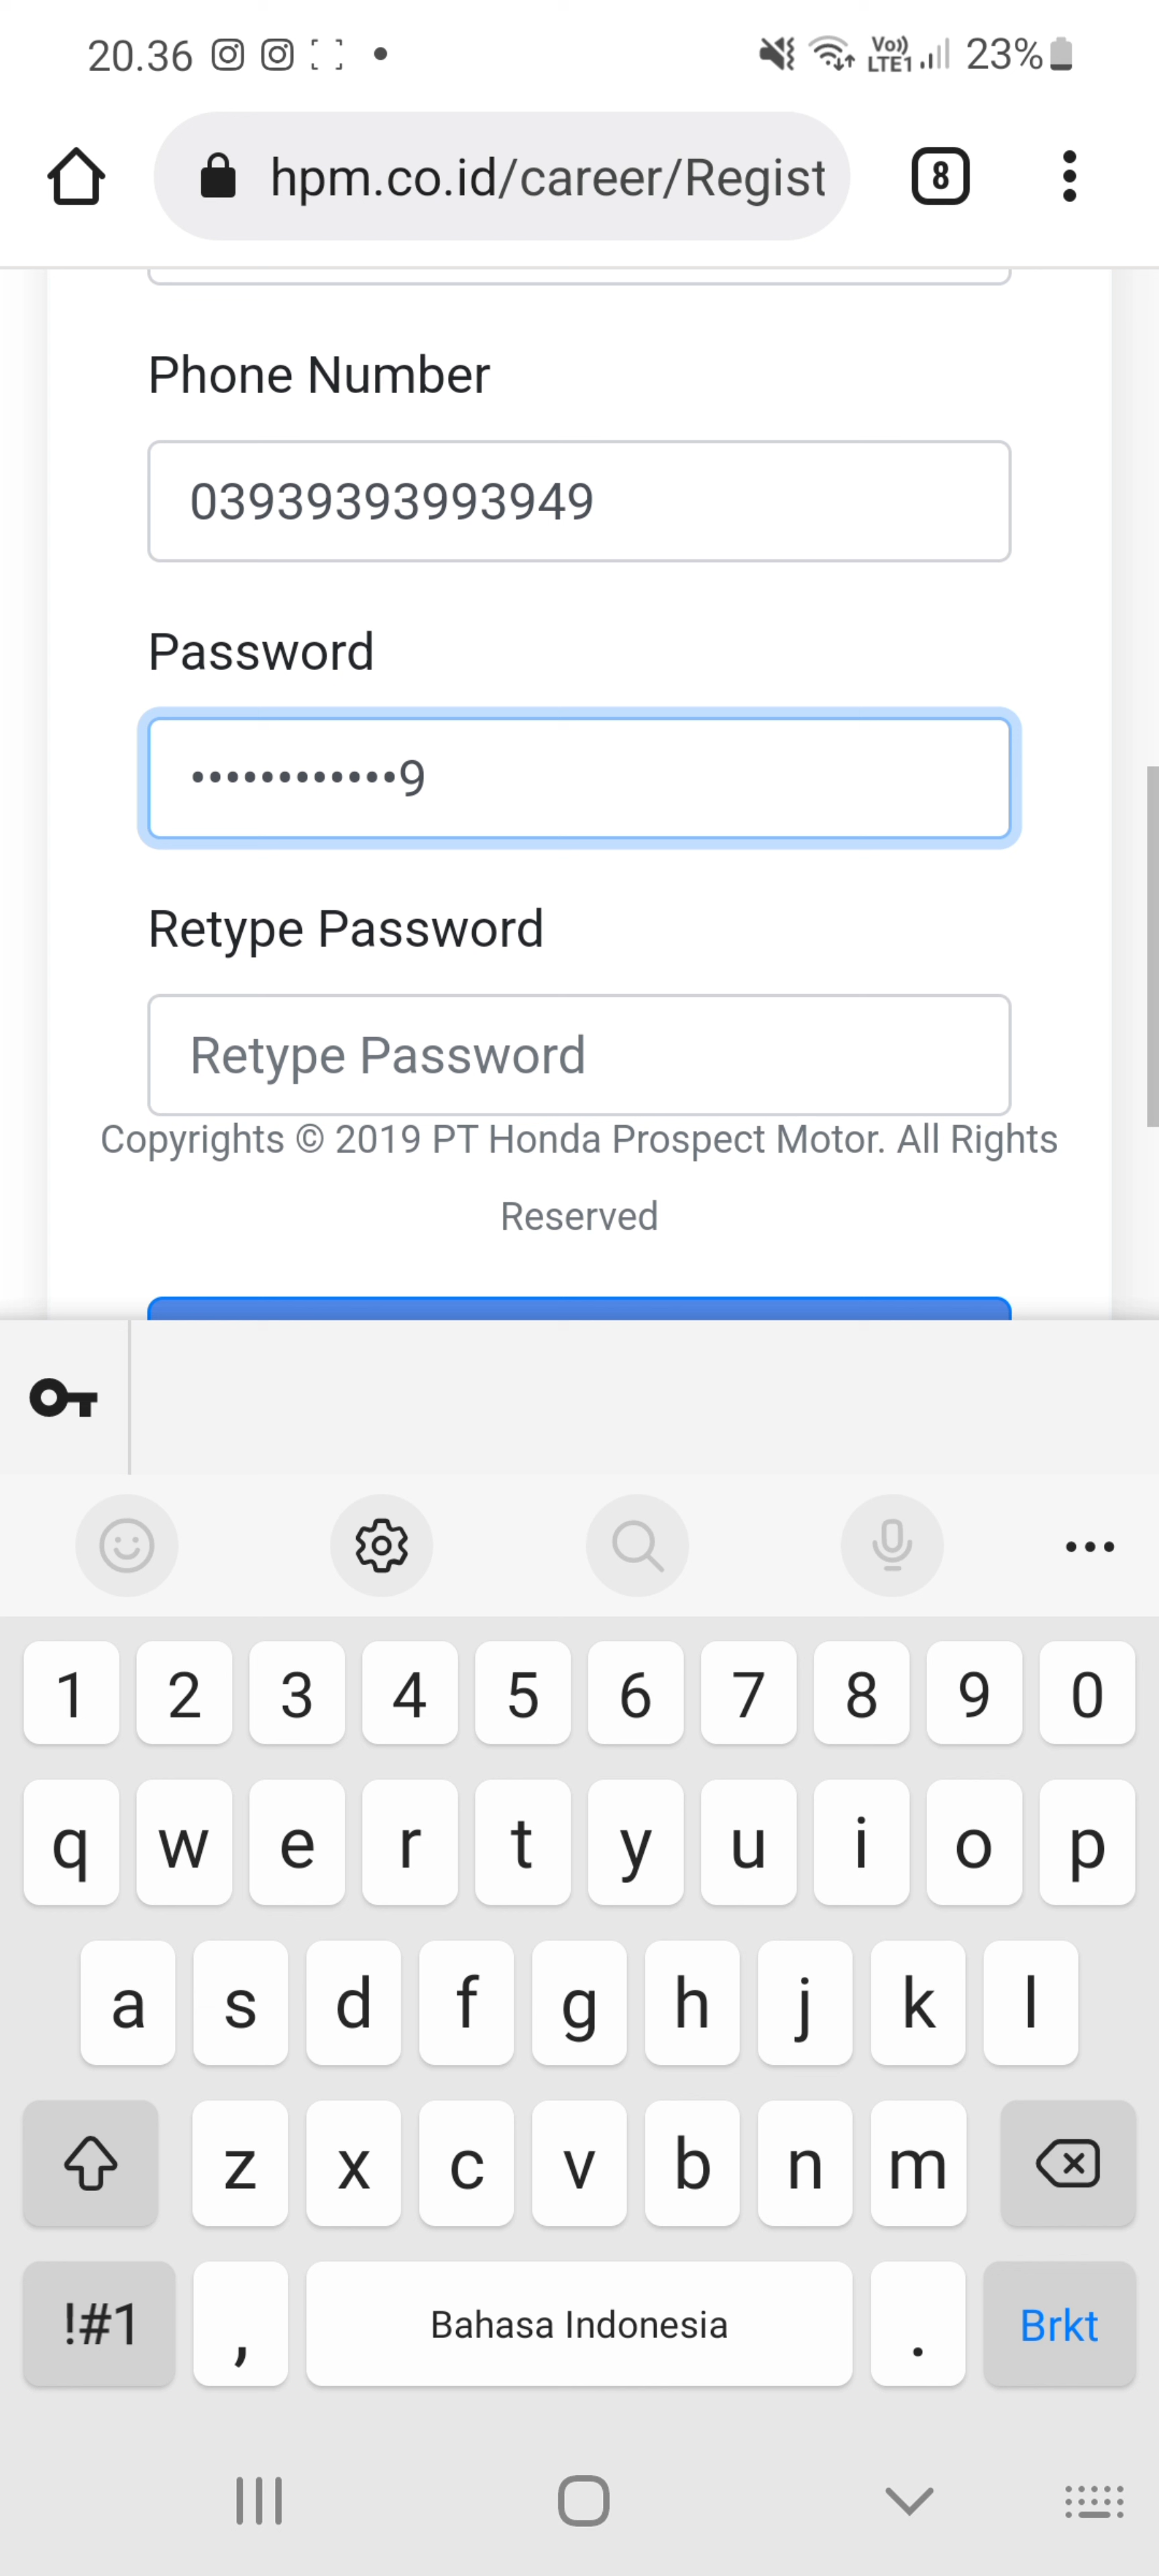 20.36 Vo)) LTE1 23%
hpm.co.id/career/Regist 8
Phone Number
03939393993949
Password
••••••••••••9
Retype Password
Retype Password
Copyrights © 2019 PT Honda Prospect Motor. All Rights
Reserved
1 2 3 4 5 6 7 8 9 0
q w e r t y u i o p
a s d f g h j k l
z x c v b n m
!#1 , Bahasa Indonesia . Brkt